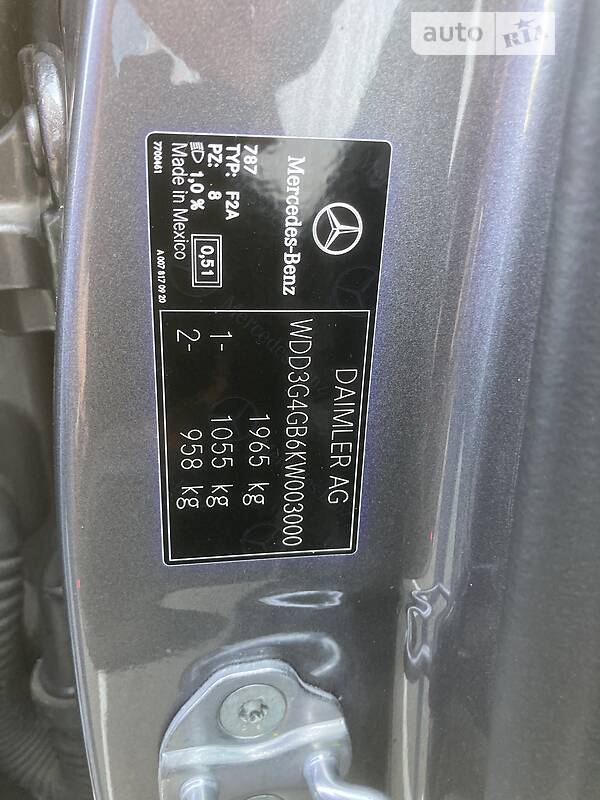 auto RIA
Mercedes-Benz
787
TYP: F2A
PZ: 8
1,0 %
0,51
Made in Mexico
7700461
A 007 817 09 20
DAIMLER AG
WDD3G4GB6KW003000
1965 kg
1- 1055 kg
2- 958 kg